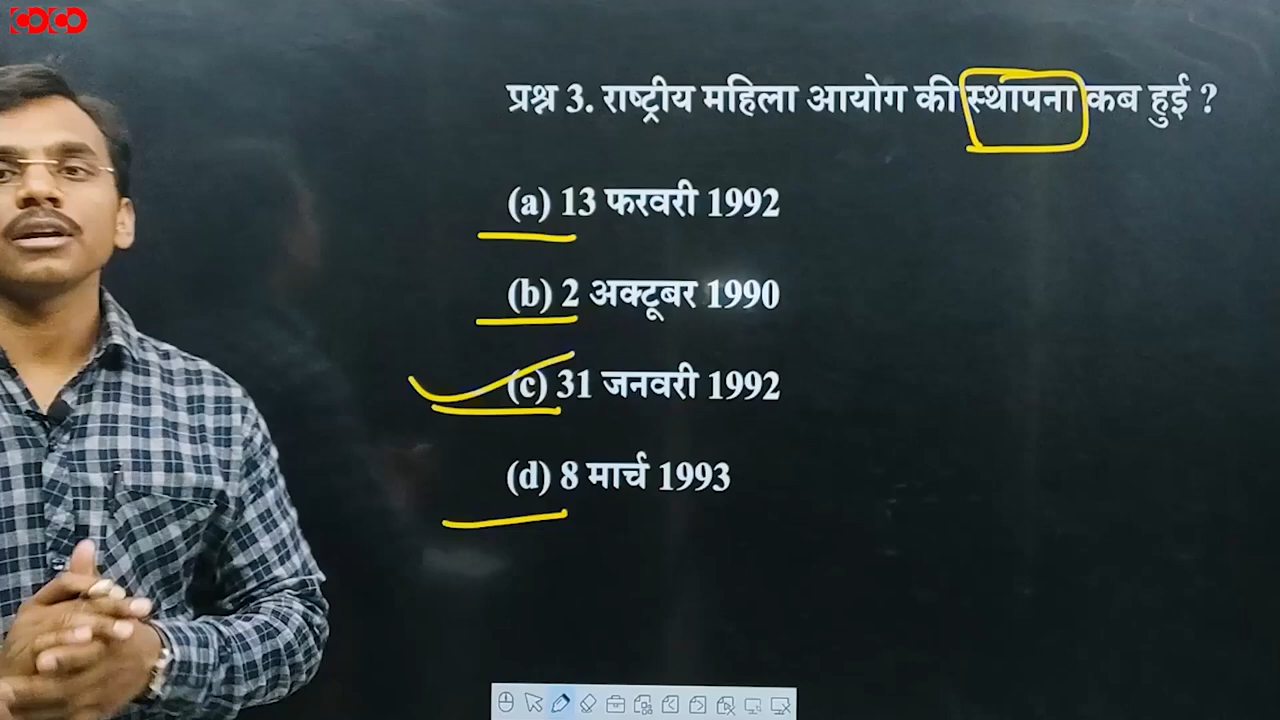 प्रश्न 3. राष्ट्रीय महिला आयोग की स्थापना कब हुई ?
(a) 13 फरवरी 1992
(b) 2 अक्टूबर 1990
(c) 31 जनवरी 1992
(d) 8 मार्च 1993